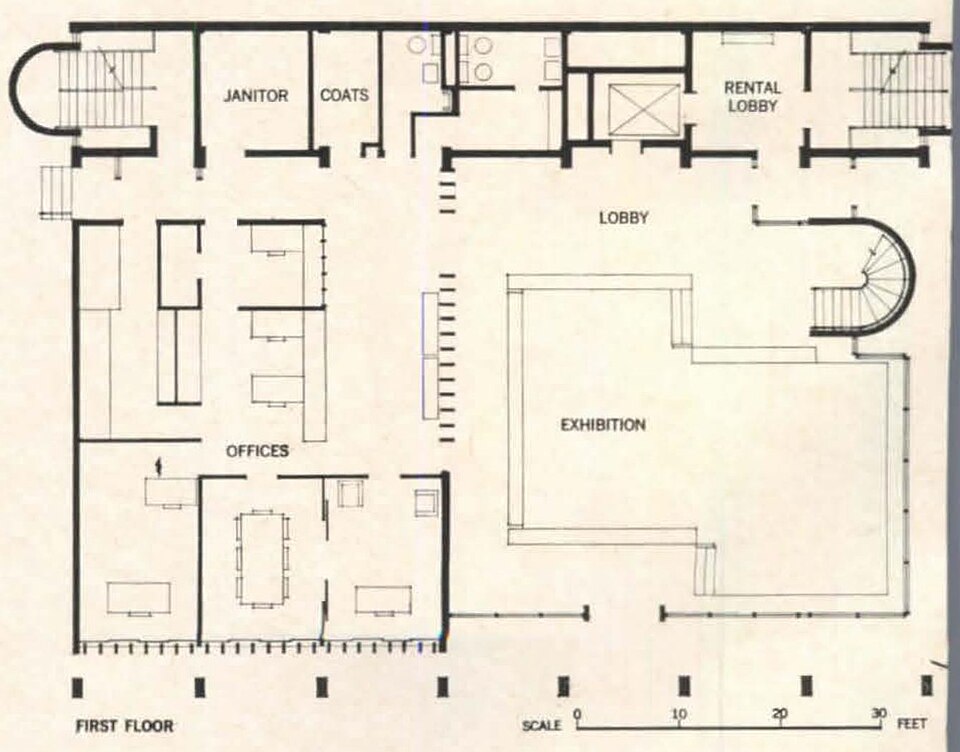 JANITOR
COATS
RENTAL
LOBBY
LOBBY
EXHIBITION
OFFICES
FIRST FLOOR
SCALE 0 10 20 30 FEET